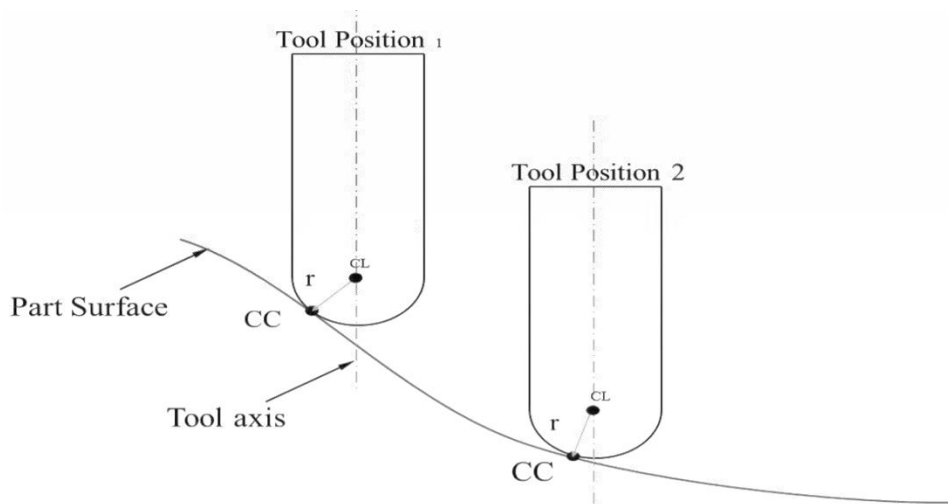 Tool Position 1
Tool Position 2
CL
r
Part Surface
CC
Tool axis
CL
r
CC